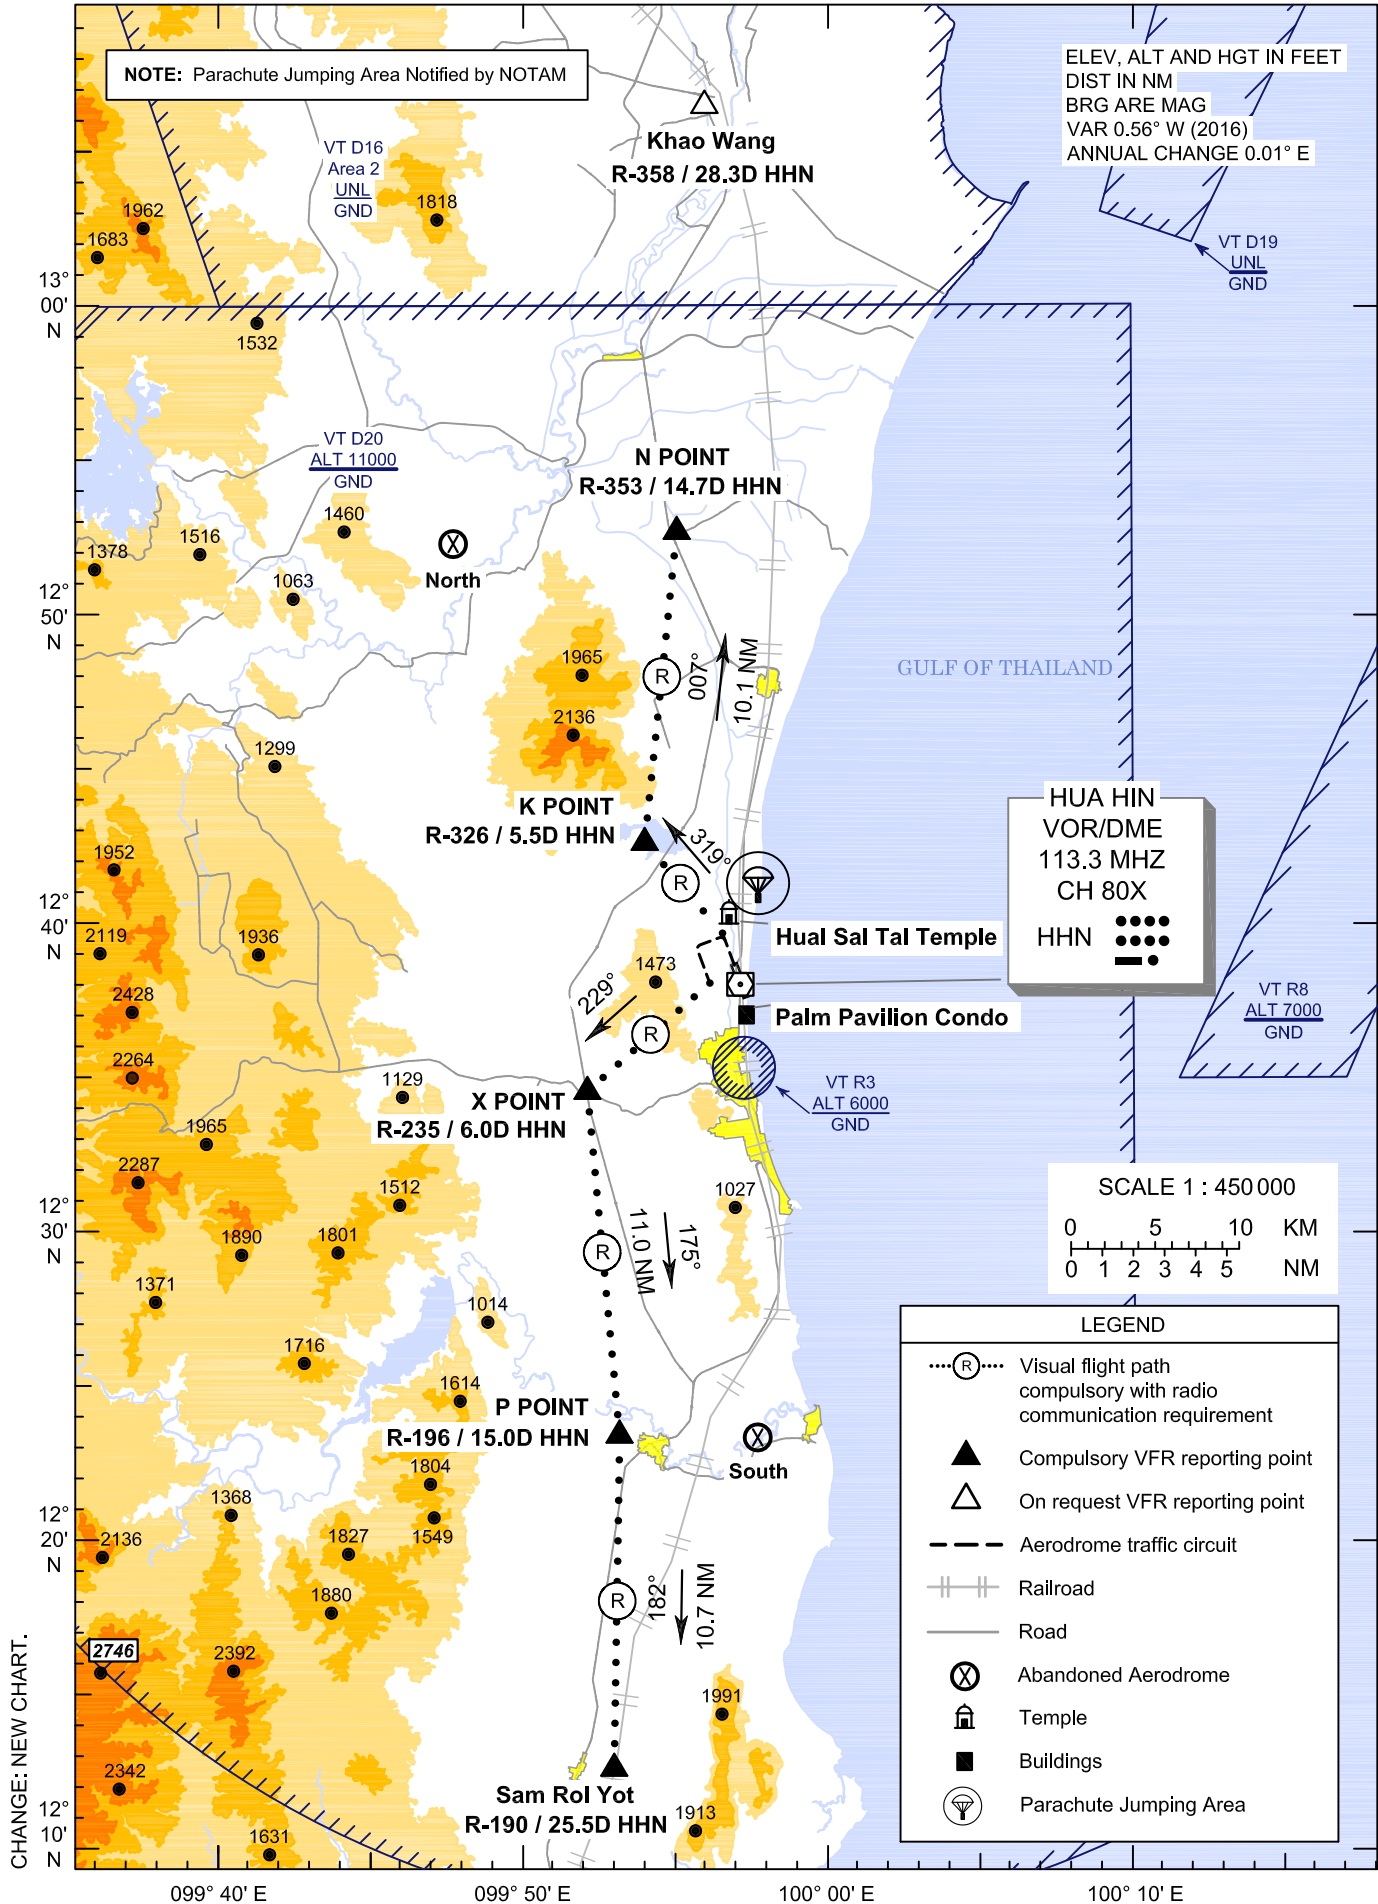 NOTE: Parachute Jumping Area Notified by NOTAM
ELEV, ALT AND HGT IN FEET
DIST IN NM
BRG ARE MAG
VAR 0.56° W (2016)
ANNUAL CHANGE 0.01° E
Khao Wang
R-358 / 28.3D HHN
VT D16
Area 2
UNL
GND
1818
1962
1683
VT D19
UNL
GND
13°
00'
N
1532
VT D20
ALT 11000
GND
N POINT
R-353 / 14.7D HHN
1460
1516
1378
1063
North
12°
50'
N
1965
R
007°
10.1 NM
GULF OF THAILAND
2136
1299
K POINT
R-326 / 5.5D HHN
319°
R
HUA HIN
VOR/DME
113.3 MHZ
CH 80X
HHN
1952
12°
40'
N
2119
1936
Hual Sal Tal Temple
1473
229°
R
2428
Palm Pavilion Condo
VT R8
ALT 7000
GND
2264
1129
X POINT
R-235 / 6.0D HHN
VT R3
ALT 6000
GND
1965
2287
1512
1027
SCALE 1 : 450 000
0 5 10 KM
0 1 2 3 4 5 NM
12°
30'
N
1890
1801
R
11.0 NM
175°
1371
1014
1716
1614
P POINT
R-196 / 15.0D HHN
South
1804
1549
1368
1827
12°
20'
N
2136
1880
R
182°
10.7 NM
2746
2392
1991
2342
Sam Rol Yot
R-190 / 25.5D HHN
1913
12°
10'
N
1631
LEGEND
R
Visual flight path
compulsory with radio
communication requirement
Compulsory VFR reporting point
On request VFR reporting point
Aerodrome traffic circuit
Railroad
Road
Abandoned Aerodrome
Temple
Buildings
Parachute Jumping Area
CHANGE: NEW CHART.
099° 40' E
099° 50' E
100° 00' E
100° 10' E